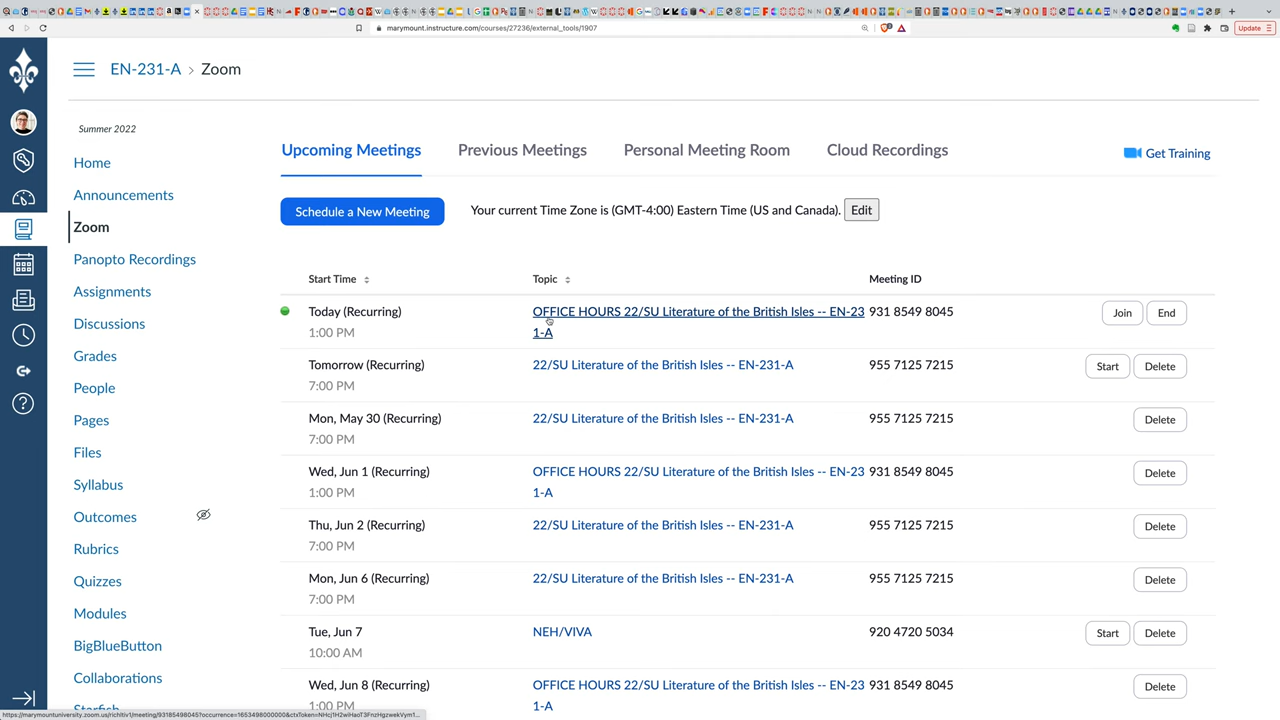 marymount.instructure.com/courses/27236/external_tools/1907
Update
EN-231-A > Zoom
Summer 2022
Home
Announcements
Zoom
Panopto Recordings
Assignments
Discussions
Grades
People
Pages
Files
Syllabus
Outcomes
Rubrics
Quizzes
Modules
BigBlueButton
Collaborations
Starfish
Upcoming Meetings Previous Meetings Personal Meeting Room Cloud Recordings
Get Training
Schedule a New Meeting Your current Time Zone is (GMT-4:00) Eastern Time (US and Canada). Edit
Start Time Topic Meeting ID
Today (Recurring) OFFICE HOURS 22/SU Literature of the British Isles -- EN-23 931 8549 8045 Join End
1:00 PM 1-A
Tomorrow (Recurring) 22/SU Literature of the British Isles -- EN-231-A 955 7125 7215 Start Delete
7:00 PM
Mon, May 30 (Recurring) 22/SU Literature of the British Isles -- EN-231-A 955 7125 7215 Delete
7:00 PM
Wed, Jun 1 (Recurring) OFFICE HOURS 22/SU Literature of the British Isles -- EN-23 931 8549 8045 Delete
1:00 PM 1-A
Thu, Jun 2 (Recurring) 22/SU Literature of the British Isles -- EN-231-A 955 7125 7215 Delete
7:00 PM
Mon, Jun 6 (Recurring) 22/SU Literature of the British Isles -- EN-231-A 955 7125 7215 Delete
7:00 PM
Tue, Jun 7 NEH/VIVA 920 4720 5034 Start Delete
10:00 AM
Wed, Jun 8 (Recurring) OFFICE HOURS 22/SU Literature of the British Isles -- EN-23 931 8549 8045 Delete
1:00 PM 1-A